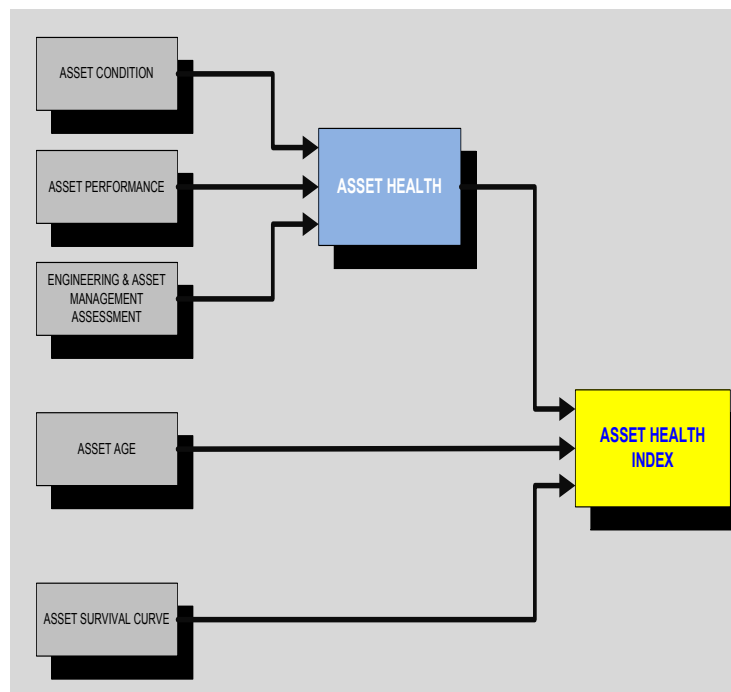 ASSET CONDITION
ASSET PERFORMANCE
ASSET HEALTH
ENGINEERING & ASSET
MANAGEMENT
ASSESSMENT
ASSET AGE
ASSET HEALTH
INDEX
ASSET SURVIVAL CURVE